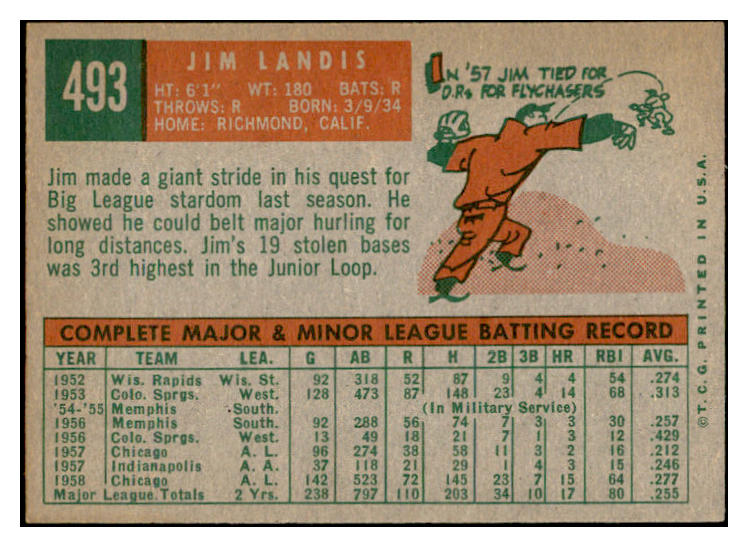 493
JIM LANDIS
HT: 6'1" WT: 180 BATS: R
THROWS: R BORN: 3/9/34
HOME: RICHMOND, CALIF.
IN '57 JIM TIED FOR
D.P.s FOR FLYCHASERS
Jim made a giant stride in his quest for
Big League stardom last season. He
showed he could belt major hurling for
long distances. Jim's 19 stolen bases
was 3rd highest in the Junior Loop.
COMPLETE MAJOR & MINOR LEAGUE BATTING RECORD
YEAR TEAM LEA. G AB R H 2B 3B HR RBI AVG.
1952 Wis. Rapids Wis. St. 92 318 52 87 9 4 4 54 .274
1953 Colo. Sprgs. West. 128 473 87 148 23 4 14 68 .313
'54-'55 Memphis South. (In Military Service)
1956 Memphis South. 92 288 56 74 7 3 3 30 .257
1956 Colo. Sprgs. West. 13 49 18 21 7 1 3 12 .429
1957 Chicago A. L. 96 274 38 58 11 3 2 16 .212
1957 Indianapolis A. A. 37 118 21 29 1 4 3 15 .246
1958 Chicago A. L. 142 523 72 145 23 7 15 64 .277
Major League Totals 2 Yrs. 238 797 110 203 34 10 17 80 .255
©T. C. G. PRINTED IN U.S.A.